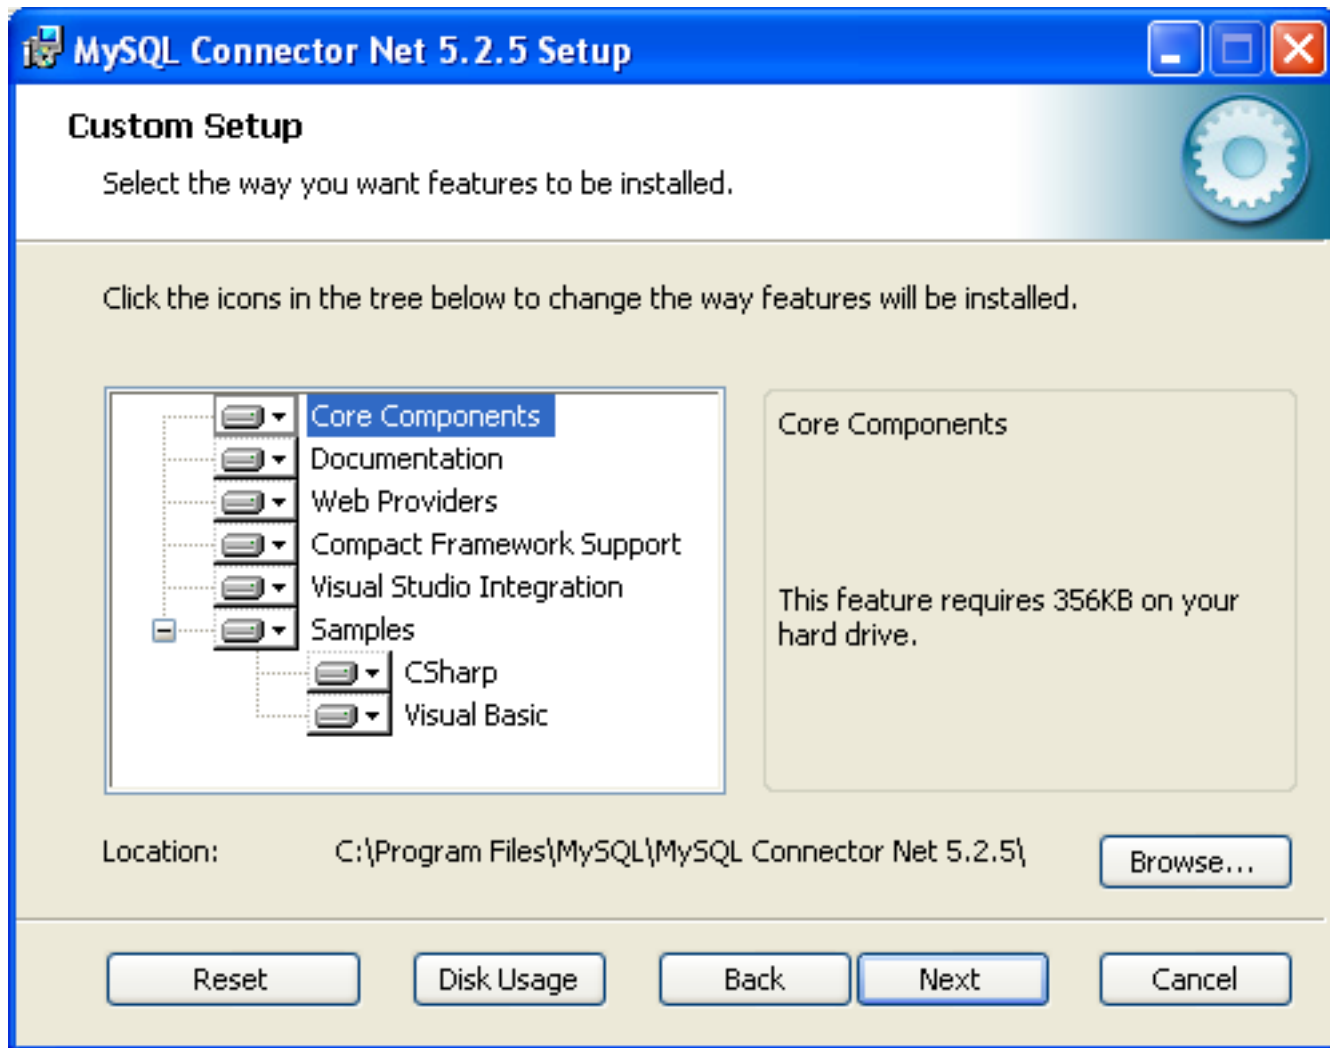 MySQL Connector Net 5.2.5 Setup
Custom Setup
Select the way you want features to be installed.
Click the icons in the tree below to change the way features will be installed.
Core Components
Documentation
Web Providers
Compact Framework Support
Visual Studio Integration
Samples
CSharp
Visual Basic
Core Components
This feature requires 356KB on your
hard drive.
Location: C:\Program Files\MySQL\MySQL Connector Net 5.2.5\ Browse...
Reset Disk Usage Back Next Cancel